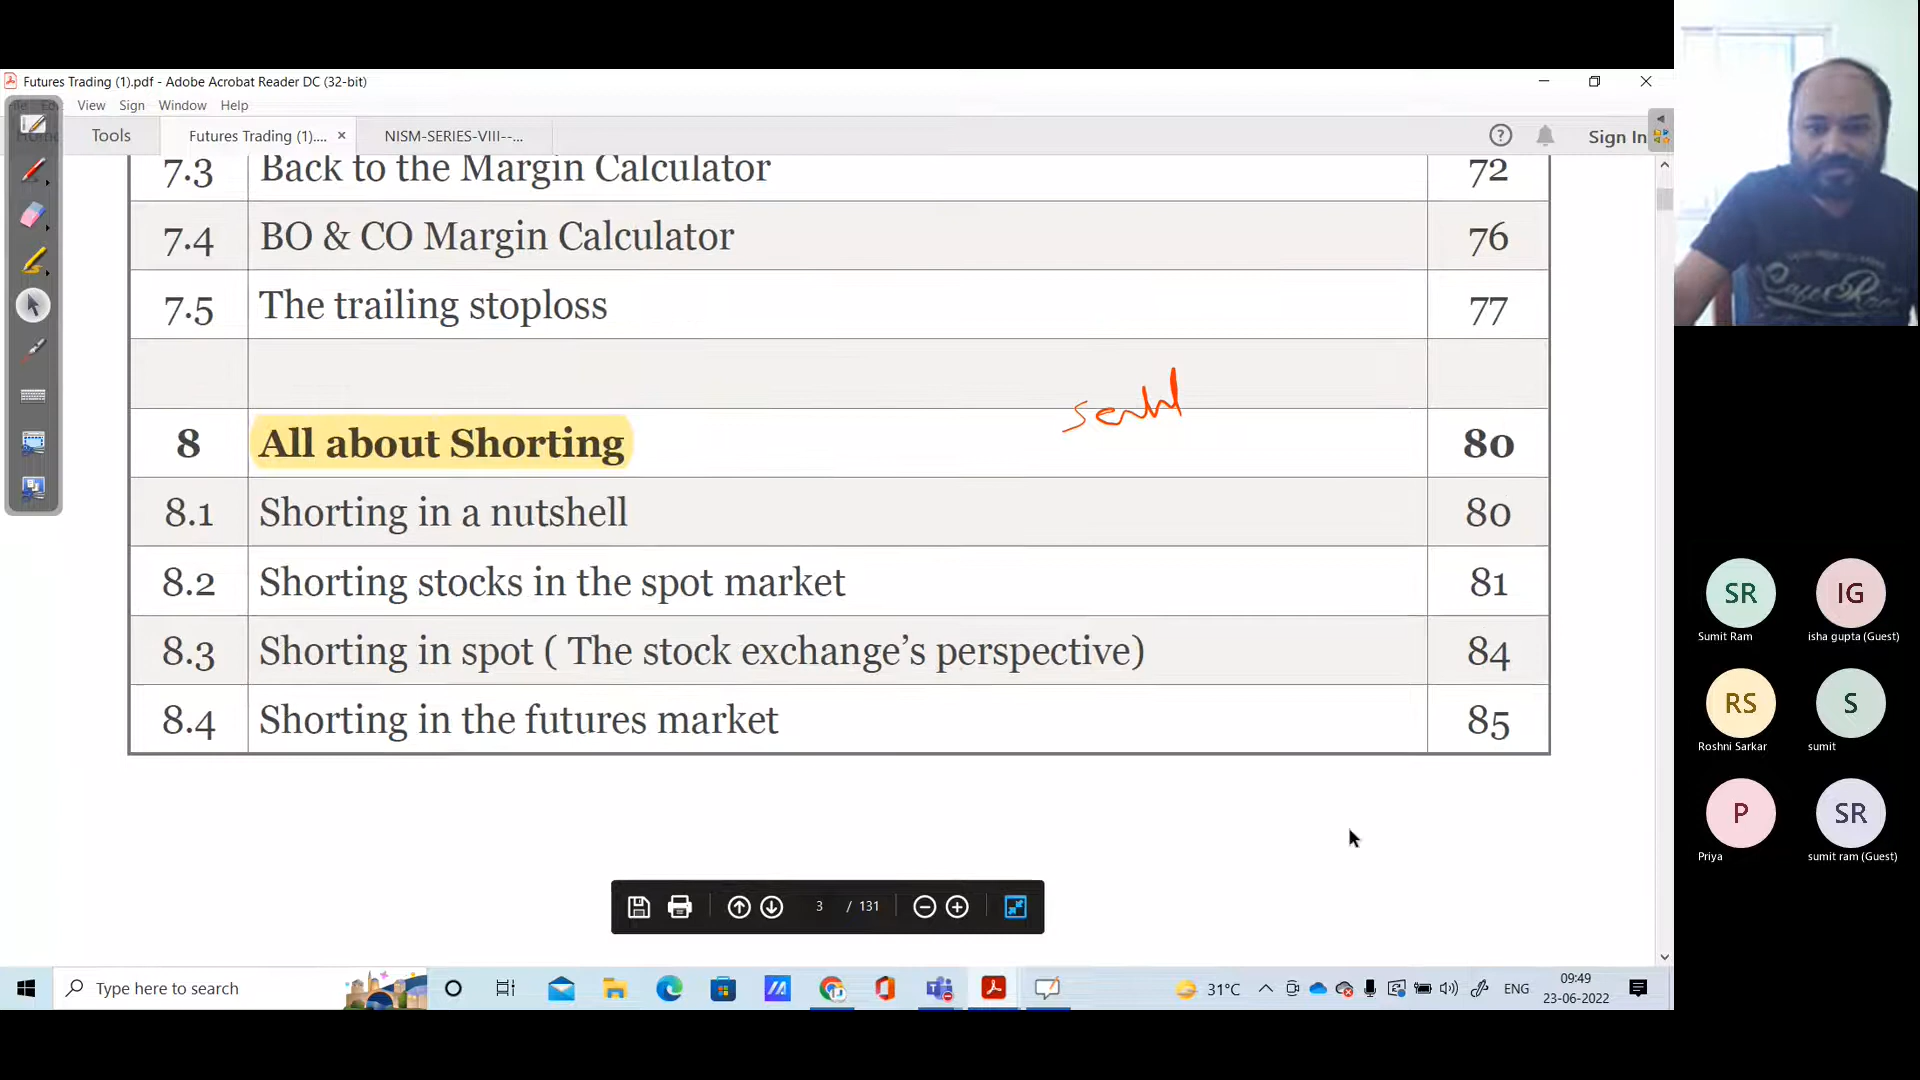 Futures Trading (1).pdf - Adobe Acrobat Reader DC (32-bit)
View Sign Window Help
Tools Futures Trading (1).... × NISM-SERIES-VIII--... Sign In
7.3 Back to the Margin Calculator 72
7.4 BO & CO Margin Calculator 76
7.5 The trailing stoploss 77
8 All about Shorting 80
8.1 Shorting in a nutshell 80
8.2 Shorting stocks in the spot market 81
8.3 Shorting in spot ( The stock exchange’s perspective) 84
8.4 Shorting in the futures market 85
3 / 131
SR IG
Sumit Ram isha gupta (Guest)
RS S
Roshni Sarkar sumit
P SR
Priya sumit ram (Guest)
Type here to search 31°C ENG 09:49
23-06-2022